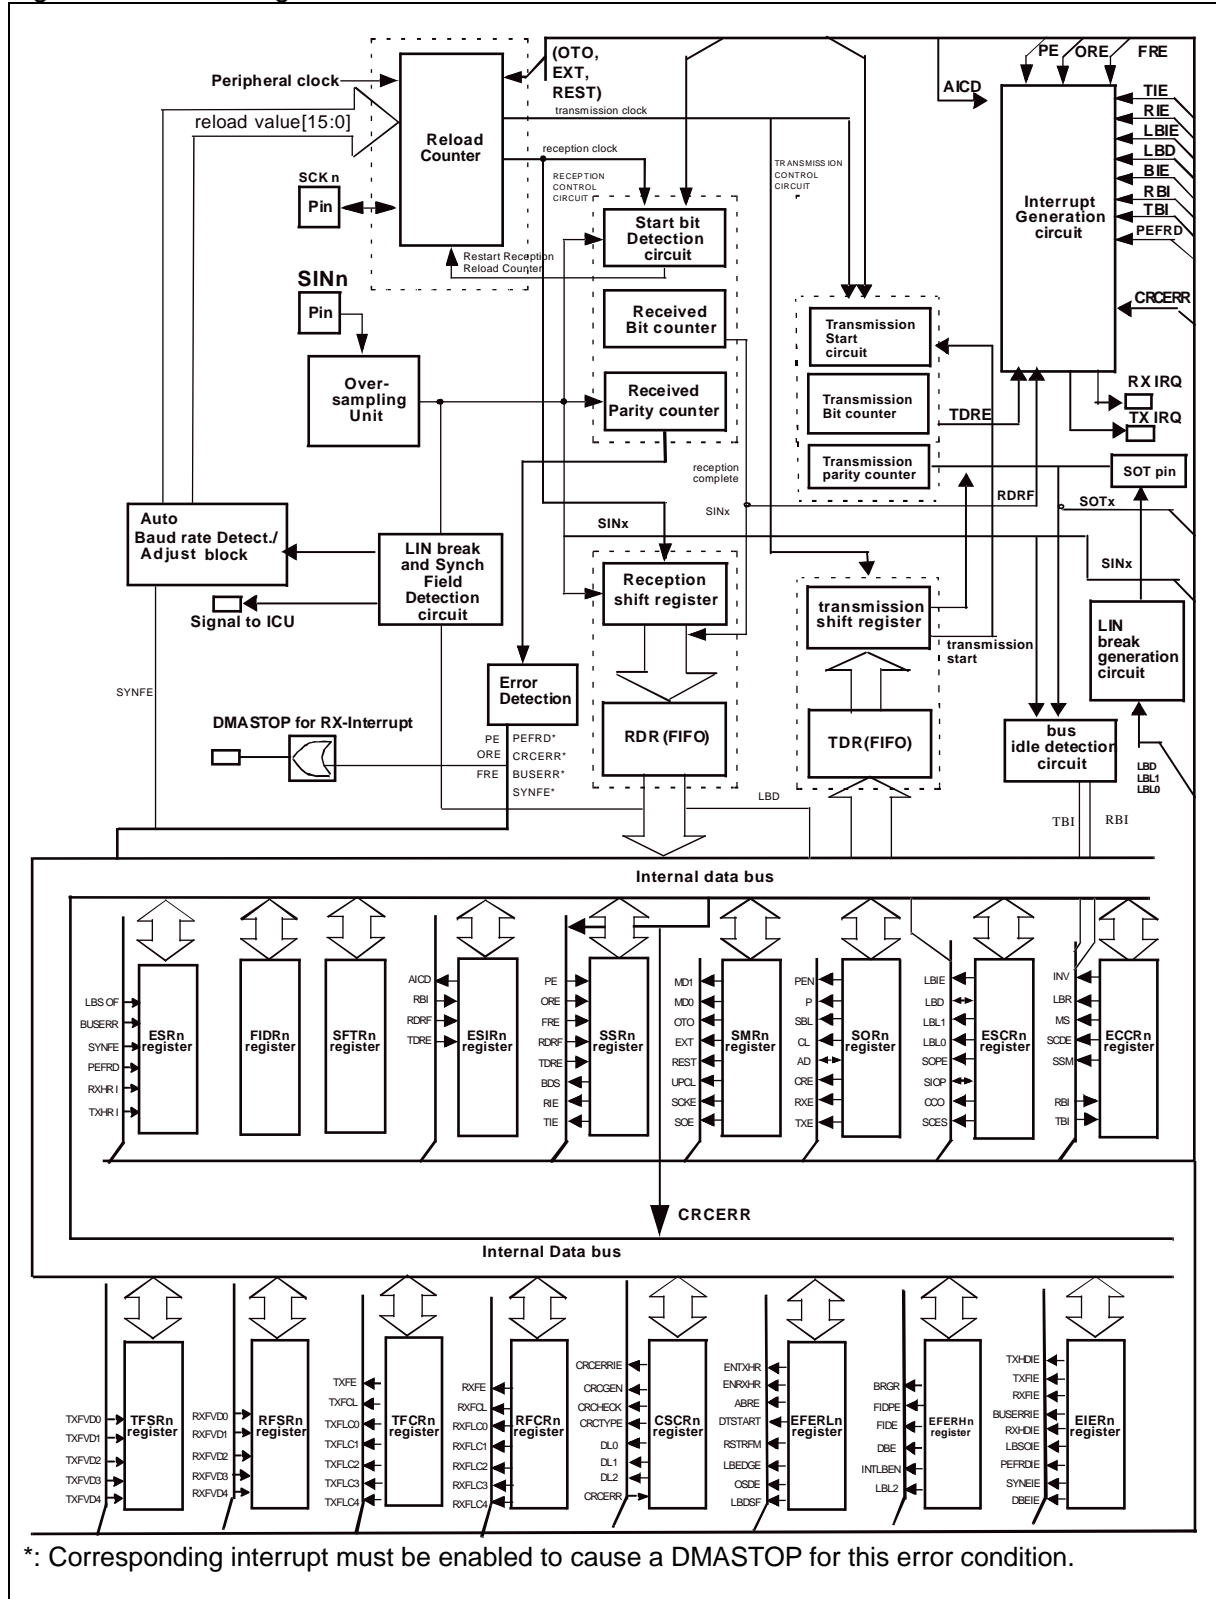 (OTO,
EXT,
REST)
PE ORE FRE
Peripheral clock
AICD
TIE
RIE
LBIE
LBD
BIE
RBI
TBI
PEFRD
CRCERR
transmission clock
reload value[15:0]
Reload
Counter
reception clock
RECEPTION
CONTROL
CIRCUIT
TRANSMISSION
CONTROL
CIRCUIT
SCK n
Pin
Interrupt
Generation
circuit
Start bit
Detection
circuit
Restart Reception
Reload Counter
SINn
Pin
Received
Bit counter
Transmission
Start
circuit
Over-
sampling
Unit
Received
Parity counter
Transmission
Bit counter
TDRE
RX IRQ
TX IRQ
Transmission
parity counter
SOT pin
reception
complete
RDRF
SOTx
SINx
SINx
SINx
Auto
Baud rate Detect./
Adjust block
LIN break
and Synch
Field
Detection
circuit
Signal to ICU
Reception
shift register
transmission
shift register
transmission
start
LIN
break
generation
circuit
SYNFE
Error
Detection
DMASTOP for RX-Interrupt
PE PEFRD*
ORE CRCERR*
FRE BUSERR*
SYNFE*
RDR (FIFO)
TDR (FIFO)
bus
idle detection
circuit
LBD
LBL1
LBL0
LBD
TBI RBI
Internal data bus
LBS OF
BUSERR
SYNFE
PEFRD
RXHR I
TXHR I
ESRn
register
FIDRn
register
SFTRn
register
AICD
RBI
RDRF
TDRE
ESIRn
register
PE
ORE
FRE
RDRF
TDRE
BDS
RIE
TIE
SSRn
register
MD1
MD0
OTO
EXT
REST
UPCL
SCKE
SOE
SMRn
register
PEN
P
SBL
CL
AD
CRE
RXE
TXE
SORn
register
LBIE
LBD
LBL1
LBL0
SOPE
SIOP
CCO
SCES
ESCRn
register
INV
LBR
MS
SCDE
SSM
RBI
TBI
ECCRn
register
CRCERR
Internal Data bus
TXFVD0
TXFVD1
TXFVD2
TXFVD3
TXFVD4
TFSRn
register
RXFVD0
RXFVD1
RXFVD2
RXFVD3
RXFVD4
RFSRn
register
TXFE
TXFCL
TXFLC0
TXFLC1
TXFLC2
TXFLC3
TXFLC4
TFCRn
register
RXFE
RXFCL
RXFLC0
RXFLC1
RXFLC2
RXFLC3
RXFLC4
RFCRn
register
CRCERRIE
CRCGEN
CRCHECK
CRCTYPE
DL0
DL1
DL2
CRCERR
CSCRn
register
ENTXHR
ENRXHR
ABRE
DTSTART
RSTRFM
LBEDGE
OSDE
LBDSF
EFERLn
register
BRGR
FIDPE
FIDE
DBE
INTLBEN
LBL2
EFERHn
register
TXHDIE
TXFIE
RXFIE
BUSERRIE
RXHDIE
LBSOIE
PEFRDIE
SYNEIE
DBEIE
EIERn
register
*: Corresponding interrupt must be enabled to cause a DMASTOP for this error condition.